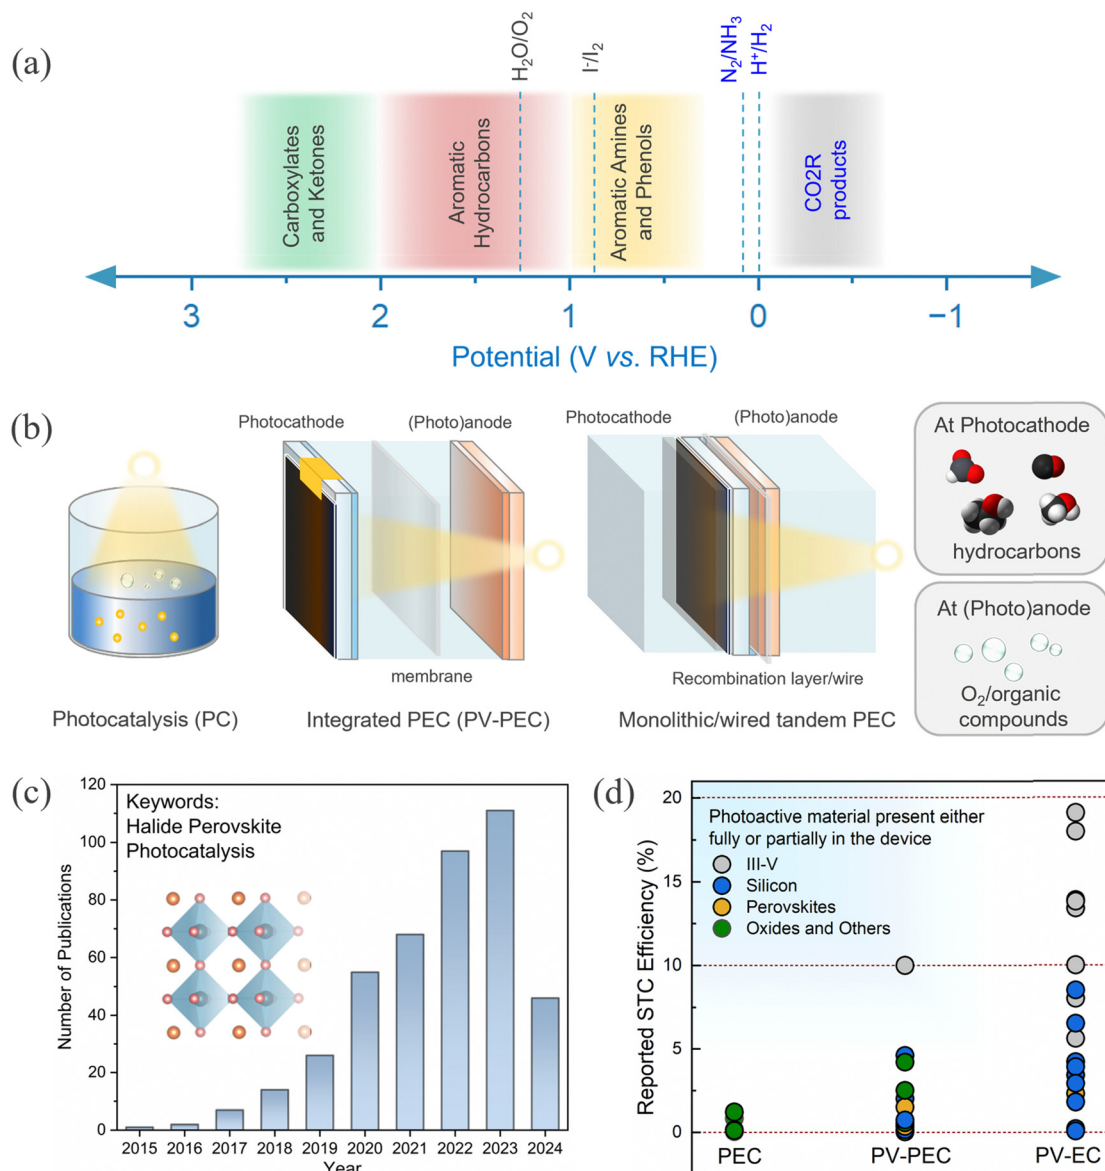 (a)
H₂O/O₂
I⁻/I₂
N₂/NH₃
H⁺/H₂
Carboxylates
and Ketones
Aromatic
Hydrocarbons
Aromatic Amines
and Phenols
CO2R
products
3
2
1
0
−1
Potential (V vs. RHE)
(b)
Photocathode
(Photo)anode
membrane
Photocatalysis (PC)
Integrated PEC (PV-PEC)
Photocathode
(Photo)anode
Recombination layer/wire
Monolithic/wired tandem PEC
At Photocathode
hydrocarbons
At (Photo)anode
O₂/organic
compounds
(c)
Number of Publications
120
100
80
60
40
20
0
Keywords:
Halide Perovskite
Photocatalysis
2015 2016 2017 2018 2019 2020 2021 2022 2023 2024
Year
(d)
Reported STC Efficiency (%)
20
15
10
5
0
Photoactive material present either
fully or partially in the device
III-V
Silicon
Perovskites
Oxides and Others
PEC
PV-PEC
PV-EC